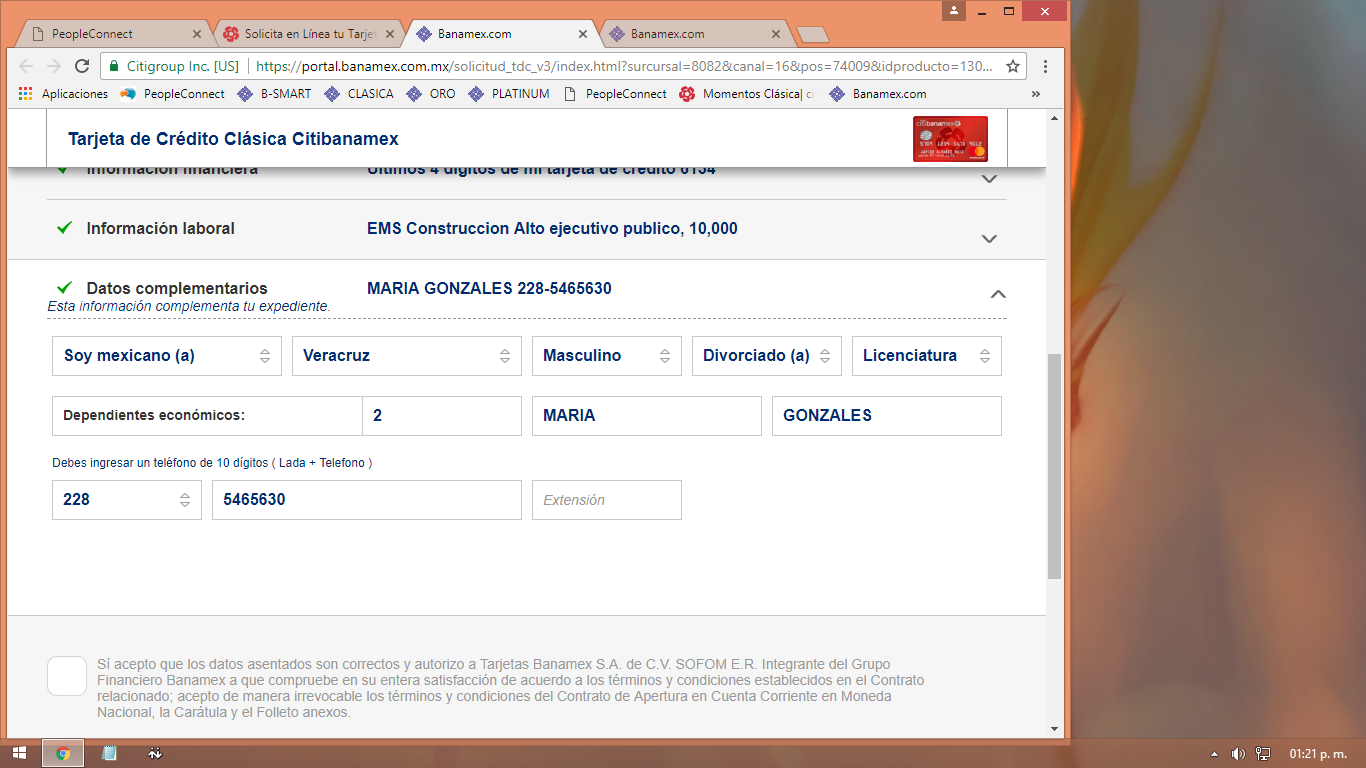 PeopleConnect
Solicita en Línea tu Tarjet
Banamex.com
Banamex.com
Citigroup Inc. [US]
https://portal.banamex.com.mx/solicitud_tdc_v3/index.html?surcursal=8082&canal=16&pos=74009&idproducto=130...
Aplicaciones PeopleConnect B-SMART CLASICA ORO PLATINUM PeopleConnect Momentos Clásica| ci Banamex.com »
Tarjeta de Crédito Clásica Citibanamex
Información financiera Últimos 4 dígitos de mi tarjeta de crédito 6134
Información laboral EMS Construccion Alto ejecutivo publico, 10,000
Datos complementarios MARIA GONZALES 228-5465630
Esta información complementa tu expediente.
Soy mexicano (a) Veracruz Masculino Divorciado (a) Licenciatura
Dependientes económicos: 2 MARIA GONZALES
Debes ingresar un teléfono de 10 dígitos ( Lada + Telefono )
228 5465630 Extensión
Sí acepto que los datos asentados son correctos y autorizo a Tarjetas Banamex S.A. de C.V. SOFOM E.R. Integrante del Grupo
Financiero Banamex a que compruebe en su entera satisfacción de acuerdo a los términos y condiciones establecidos en el Contrato
relacionado; acepto de manera irrevocable los términos y condiciones del Contrato de Apertura en Cuenta Corriente en Moneda
Nacional, la Carátula y el Folleto anexos.
01:21 p. m.